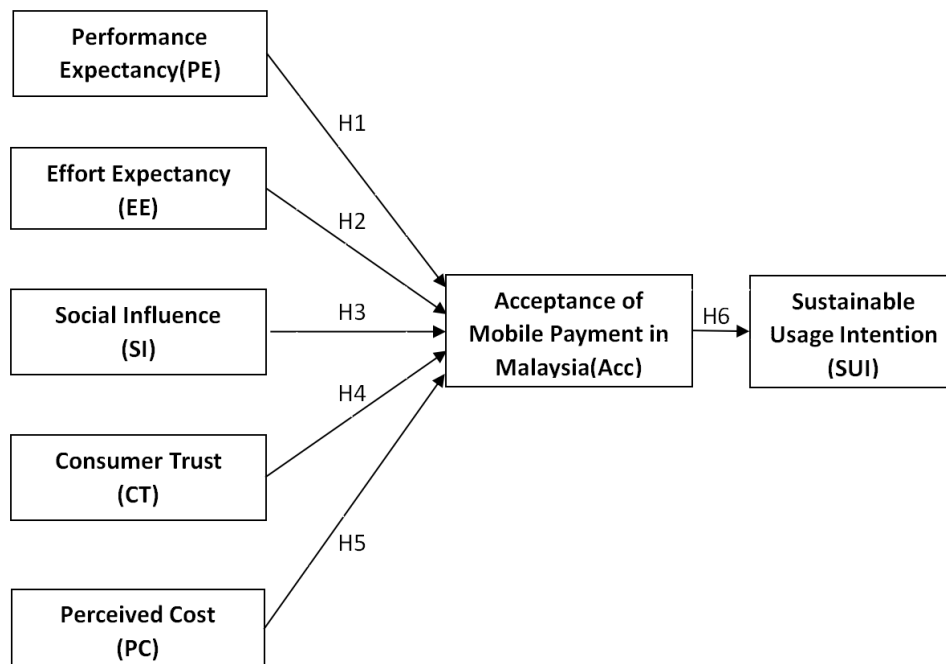 Performance
Expectancy(PE)
H1
Effort Expectancy
(EE)
H2
Social Influence
(SI)
H3
Acceptance of
Mobile Payment in
Malaysia(Acc)
H6
Sustainable
Usage Intention
(SUI)
H4
Consumer Trust
(CT)
H5
Perceived Cost
(PC)